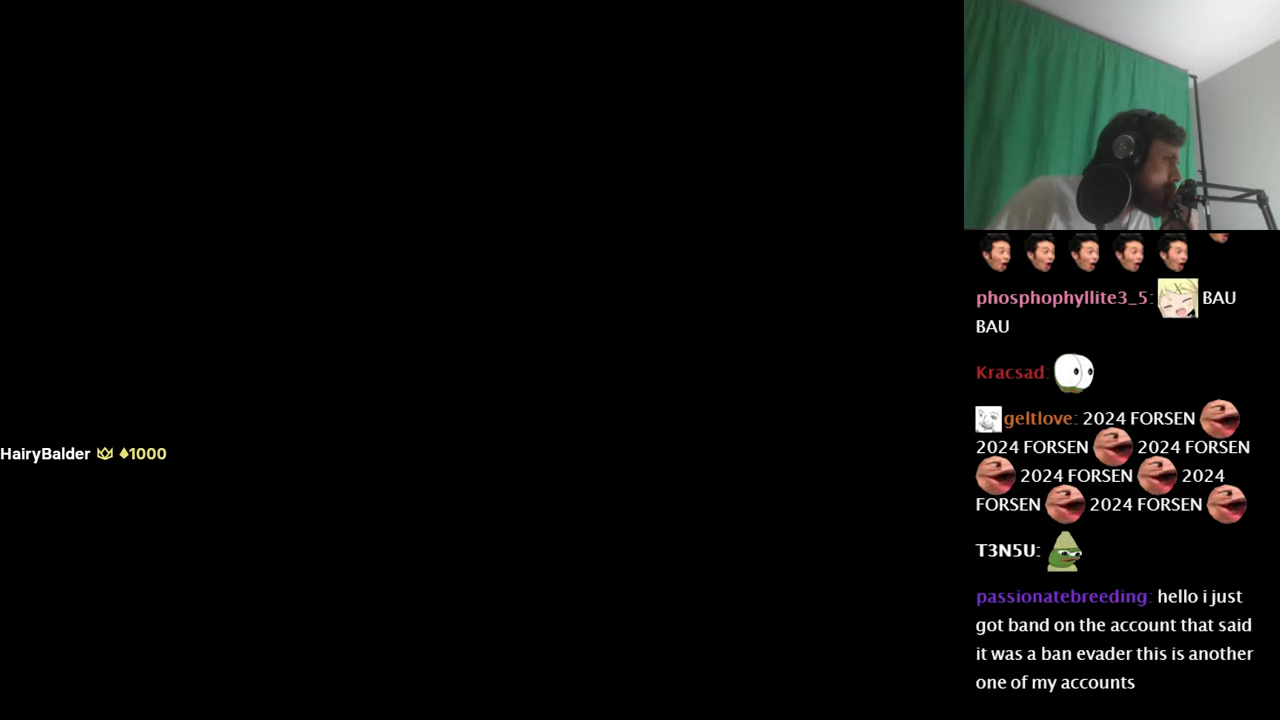 phosphophyllite3_5: BAU
BAU
Kracsad:
geltlove: 2024 FORSEN
2024 FORSEN 2024 FORSEN
2024 FORSEN 2024
FORSEN 2024 FORSEN
HairyBalder 1000
T3N5U:
passionatebreeding: hello i just
got band on the account that said
it was a ban evader this is another
one of my accounts